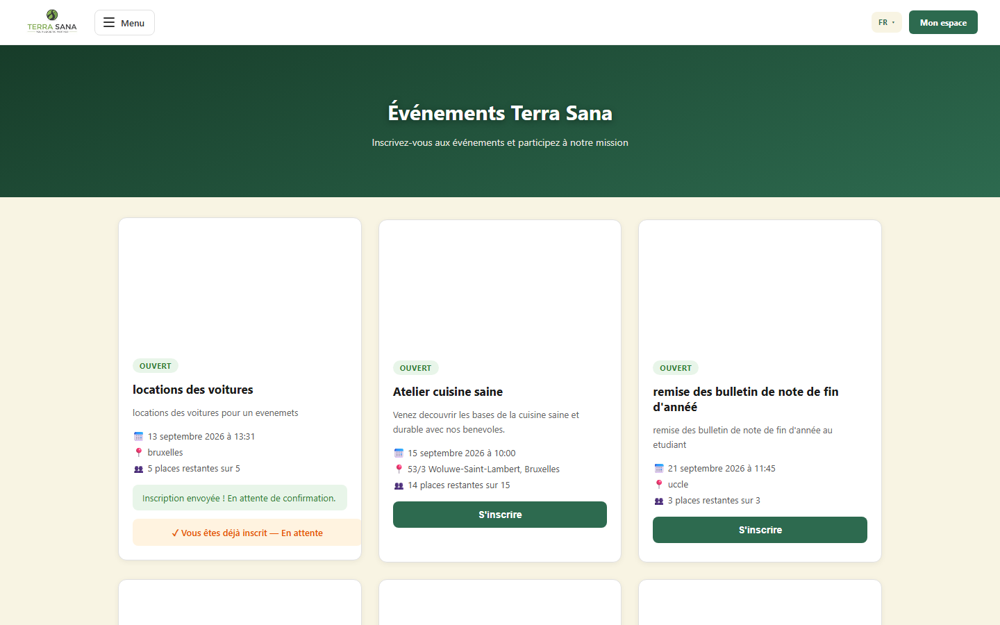 TERRA SANA
Menu
FR
Mon espace
Événements Terra Sana
Inscrivez-vous aux événements et participez à notre mission
OUVERT
locations des voitures
locations des voitures pour un evenemets
13 septembre 2026 à 13:31
bruxelles
5 places restantes sur 5
Inscription envoyée ! En attente de confirmation.
✓ Vous êtes déjà inscrit — En attente
OUVERT
Atelier cuisine saine
Venez decouvrir les bases de la cuisine saine et
durable avec nos benevoles.
15 septembre 2026 à 10:00
53/3 Woluwe-Saint-Lambert, Bruxelles
14 places restantes sur 15
S'inscrire
OUVERT
remise des bulletin de note de fin
d'annéé
remise des bulletin de note de fin d'année au
etudiant
21 septembre 2026 à 11:45
uccle
3 places restantes sur 3
S'inscrire